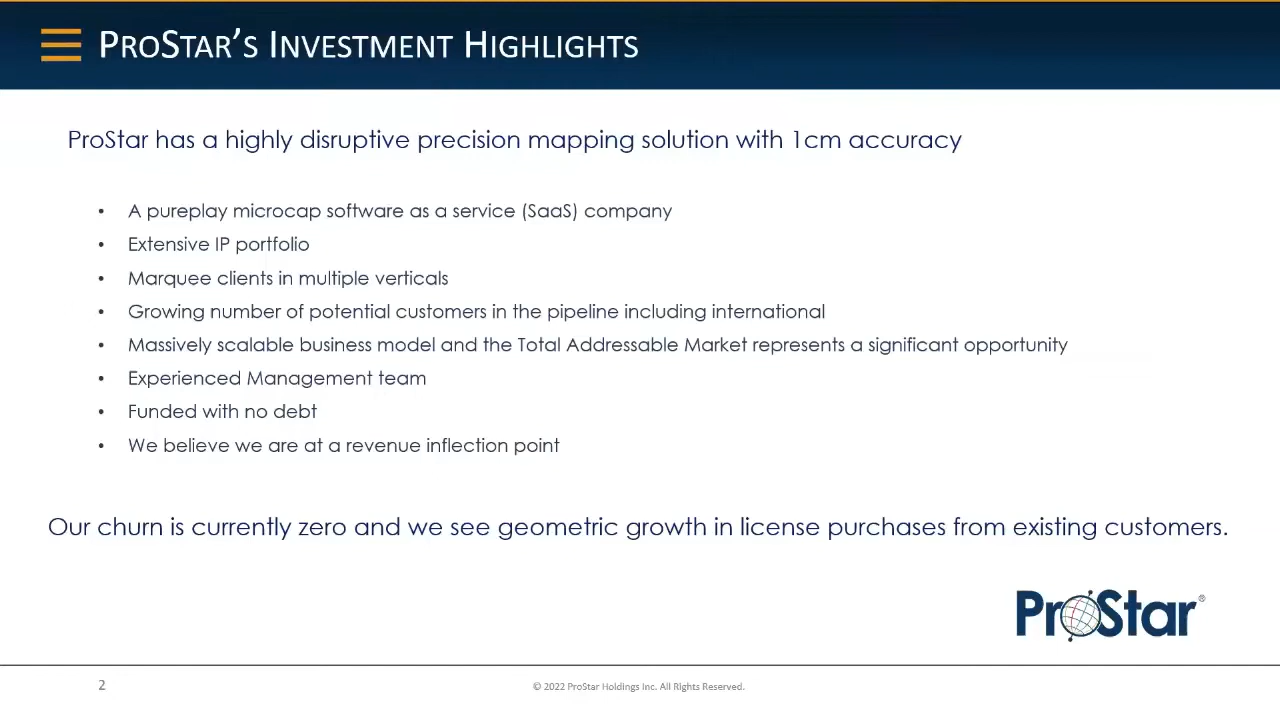 ProStar's Investment Highlights
ProStar has a highly disruptive precision mapping solution with 1cm accuracy
• A pureplay microcap software as a service (SaaS) company
• Extensive IP portfolio
• Marquee clients in multiple verticals
• Growing number of potential customers in the pipeline including international
• Massively scalable business model and the Total Addressable Market represents a significant opportunity
• Experienced Management team
• Funded with no debt
• We believe we are at a revenue inflection point
Our churn is currently zero and we see geometric growth in license purchases from existing customers.
ProStar®
2
© 2022 ProStar Holdings Inc. All Rights Reserved.